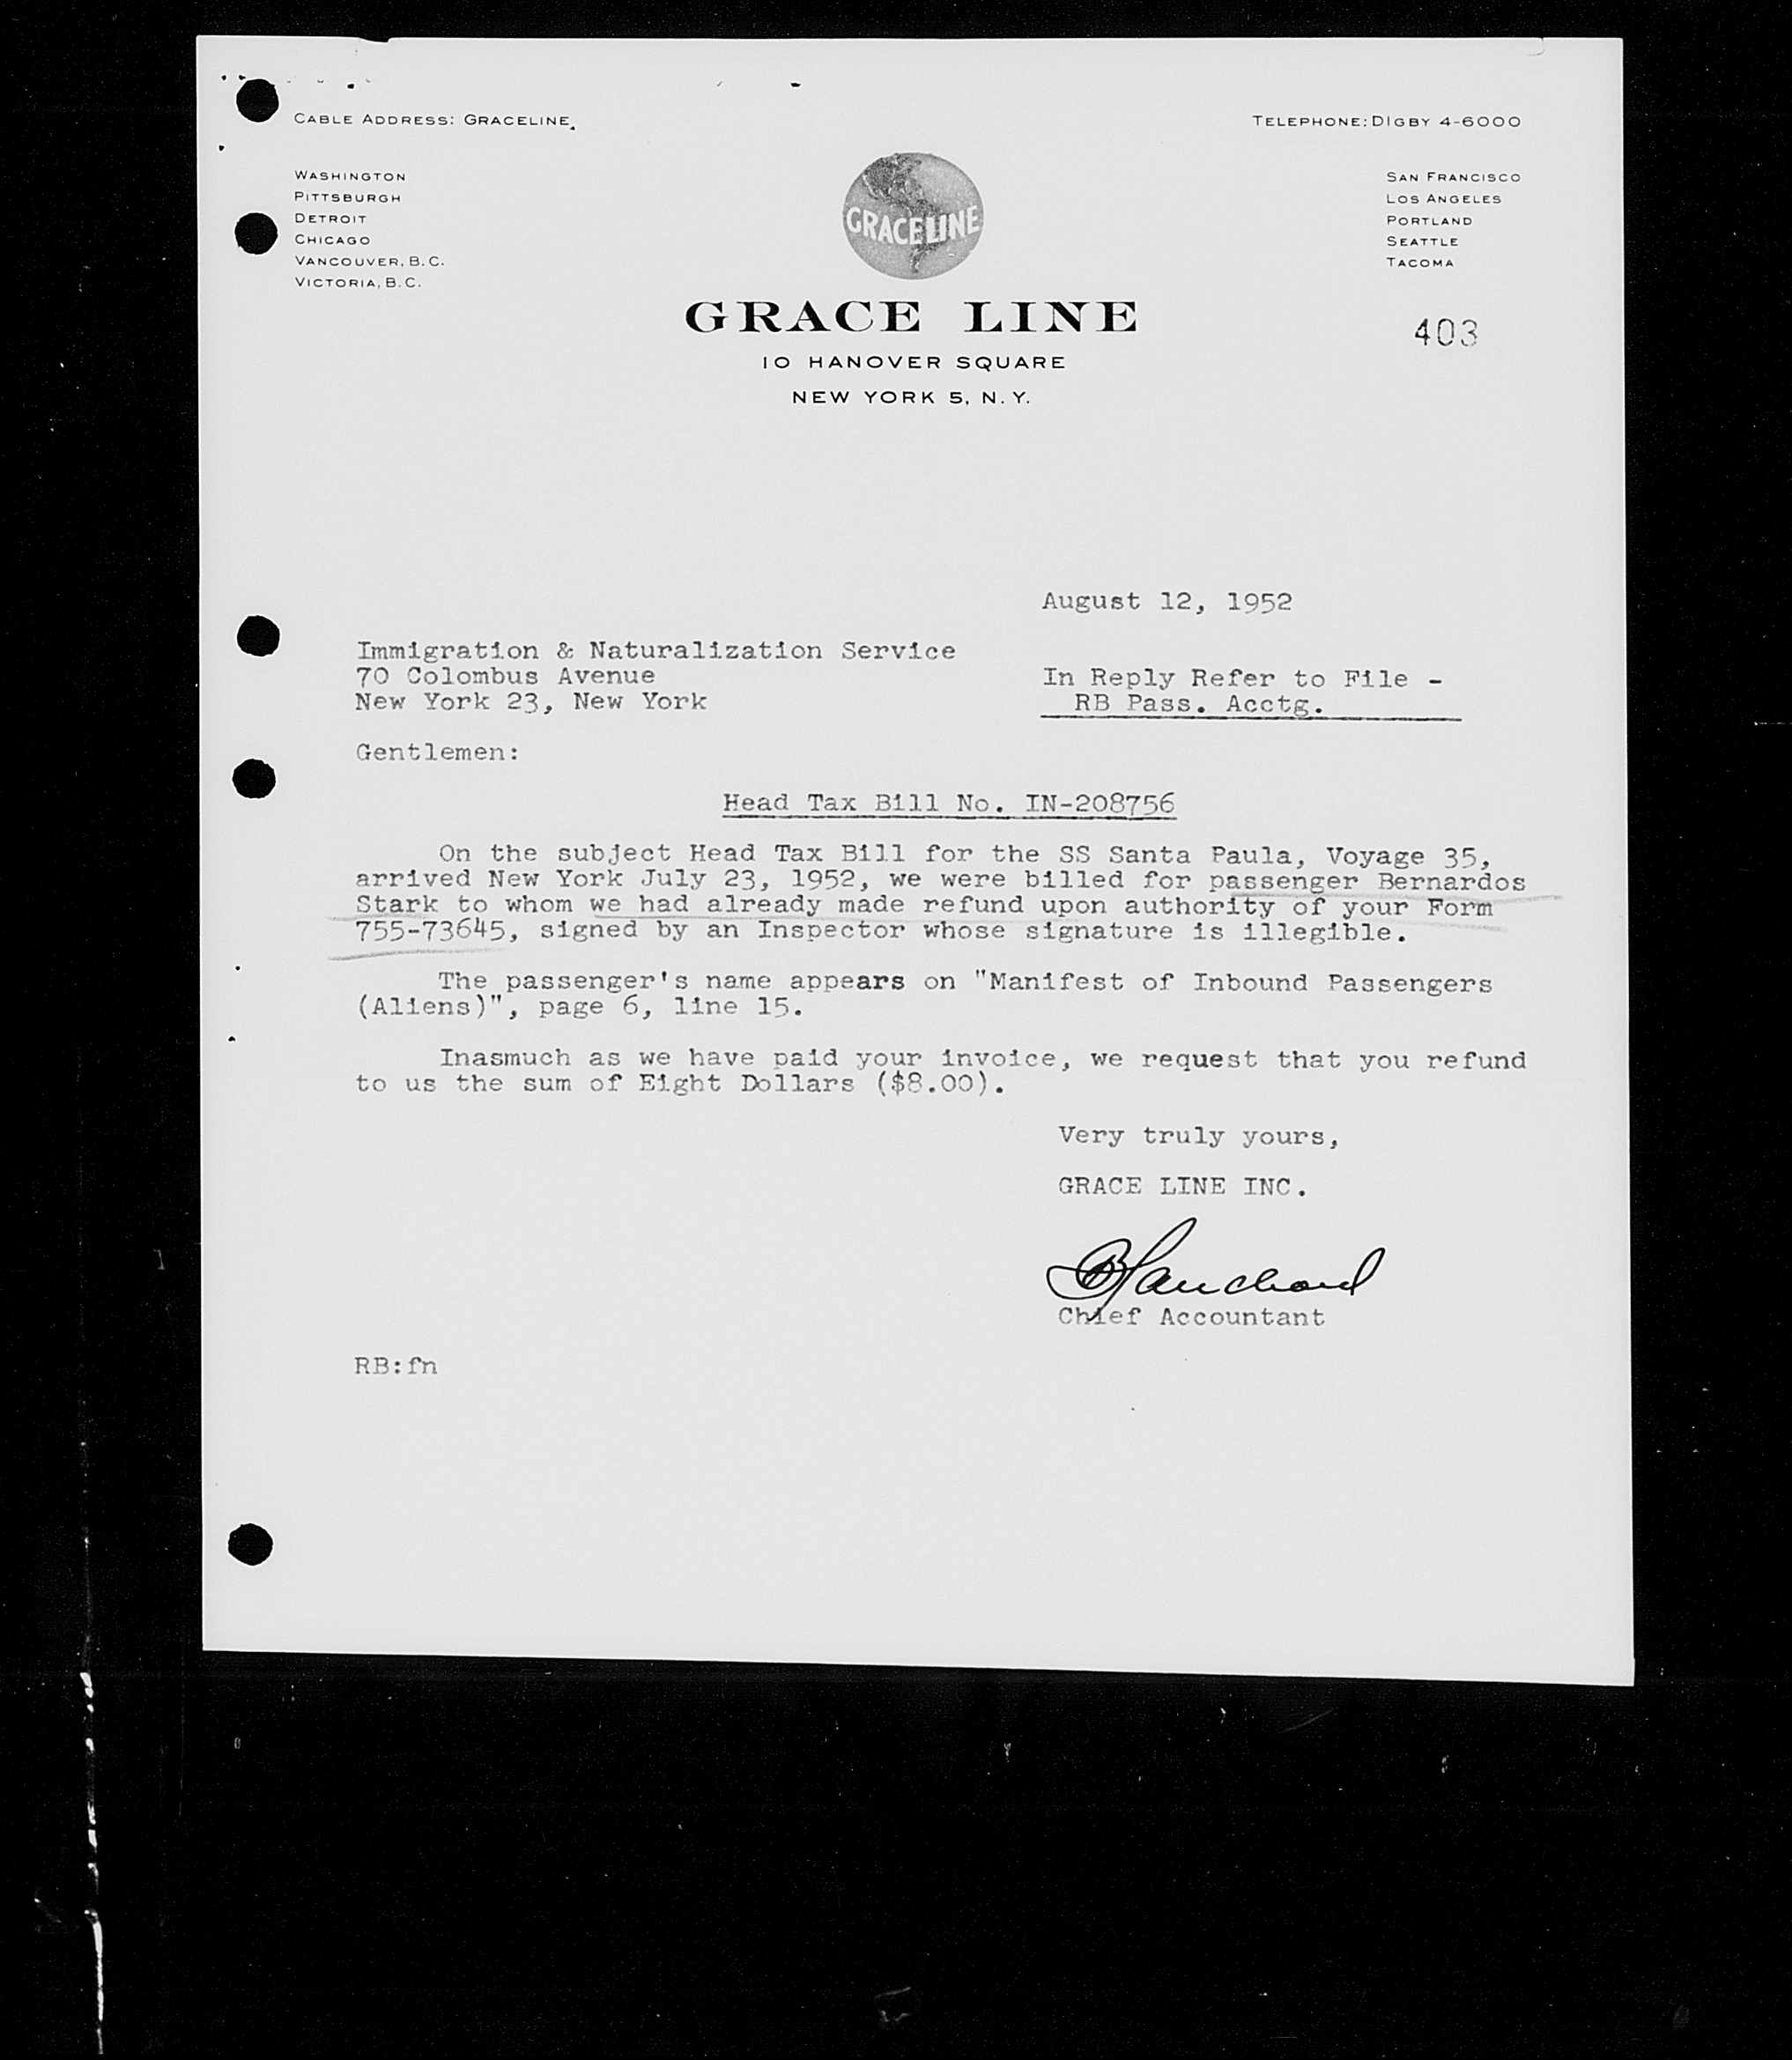 CABLE ADDRESS: GRACELINE
TELEPHONE: DIGBY 4-6000
WASHINGTON
PITTSBURGH
DETROIT
CHICAGO
VANCOUVER, B.C.
VICTORIA, B.C.
SAN FRANCISCO
LOS ANGELES
PORTLAND
SEATTLE
TACOMA
GRACE LINE
GRACE LINE
403
10 HANOVER SQUARE
NEW YORK 5, N.Y.
August 12, 1952
Immigration & Naturalization Service
70 Colombus Avenue
New York 23, New York
In Reply Refer to File -
RB Pass. Acctg.
Gentlemen:
Head Tax Bill No. IN-208756
On the subject Head Tax Bill for the SS Santa Paula, Voyage 35,
arrived New York July 23, 1952, we were billed for passenger Bernardos
Stark to whom we had already made refund upon authority of your Form
755-73645, signed by an Inspector whose signature is illegible.
The passenger's name appears on "Manifest of Inbound Passengers
(Aliens)", page 6, line 15.
Inasmuch as we have paid your invoice, we request that you refund
to us the sum of Eight Dollars ($8.00).
Very truly yours,
GRACE LINE INC.
Blanchard
Chief Accountant
RB:fn